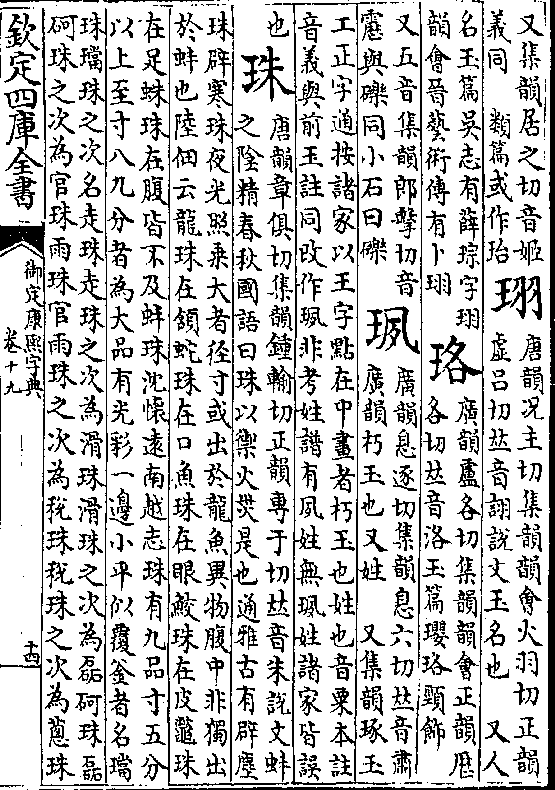 又集韻居之切音姬
義同 類篇或作珆
珝
唐韻況主切集韻韻會火羽切正韻
虛吕切𠀤音詡說文玉名也 又人
名玉篇吳志有薛琮字珝
韻會晉藝術傳有卜珝
珞
廣韻盧各切集韻韻會正韻歷
各切𠀤音洛玉篇瓔珞頸飾
又五音集韻郎擊切音
靂與礫同小石曰礫
廣韻息逐切集韻息六切𠀤音肅
廣韻朽玉也又姓 又集韻琢玉
工正字通按諸家以王字點在中畫者朽玉也姓也音粟本註
音義與前玉註同攺作非考姓譜有夙姓無姓諸家皆誤
也
珠
唐韻章俱切集韻鍾輸切正韻專于切𠀤音朱說文蚌
之陰精春秋國語曰珠以禦火災是也通雅古有辟塵
珠辟寒珠夜光照乗大者徑寸或出於龍魚異物腹中非獨出
於蚌也陸佃云龍珠在頷蛇珠在口魚珠在眼鮫珠在皮鼈珠
在足蛛珠在腹皆不及蚌珠沈懷遠南越志珠有九品寸五分
以上至寸八九分者為大品有光彩一邊小平似覆釜者名璫
珠璫珠之次名走珠走珠之次為滑珠滑珠之次為磊砢珠磊
砢珠之次為官珠雨珠官雨珠之次為稅珠稅珠之次為蔥珠
欽定四庫全書
御定康熙字典
卷十九
十四